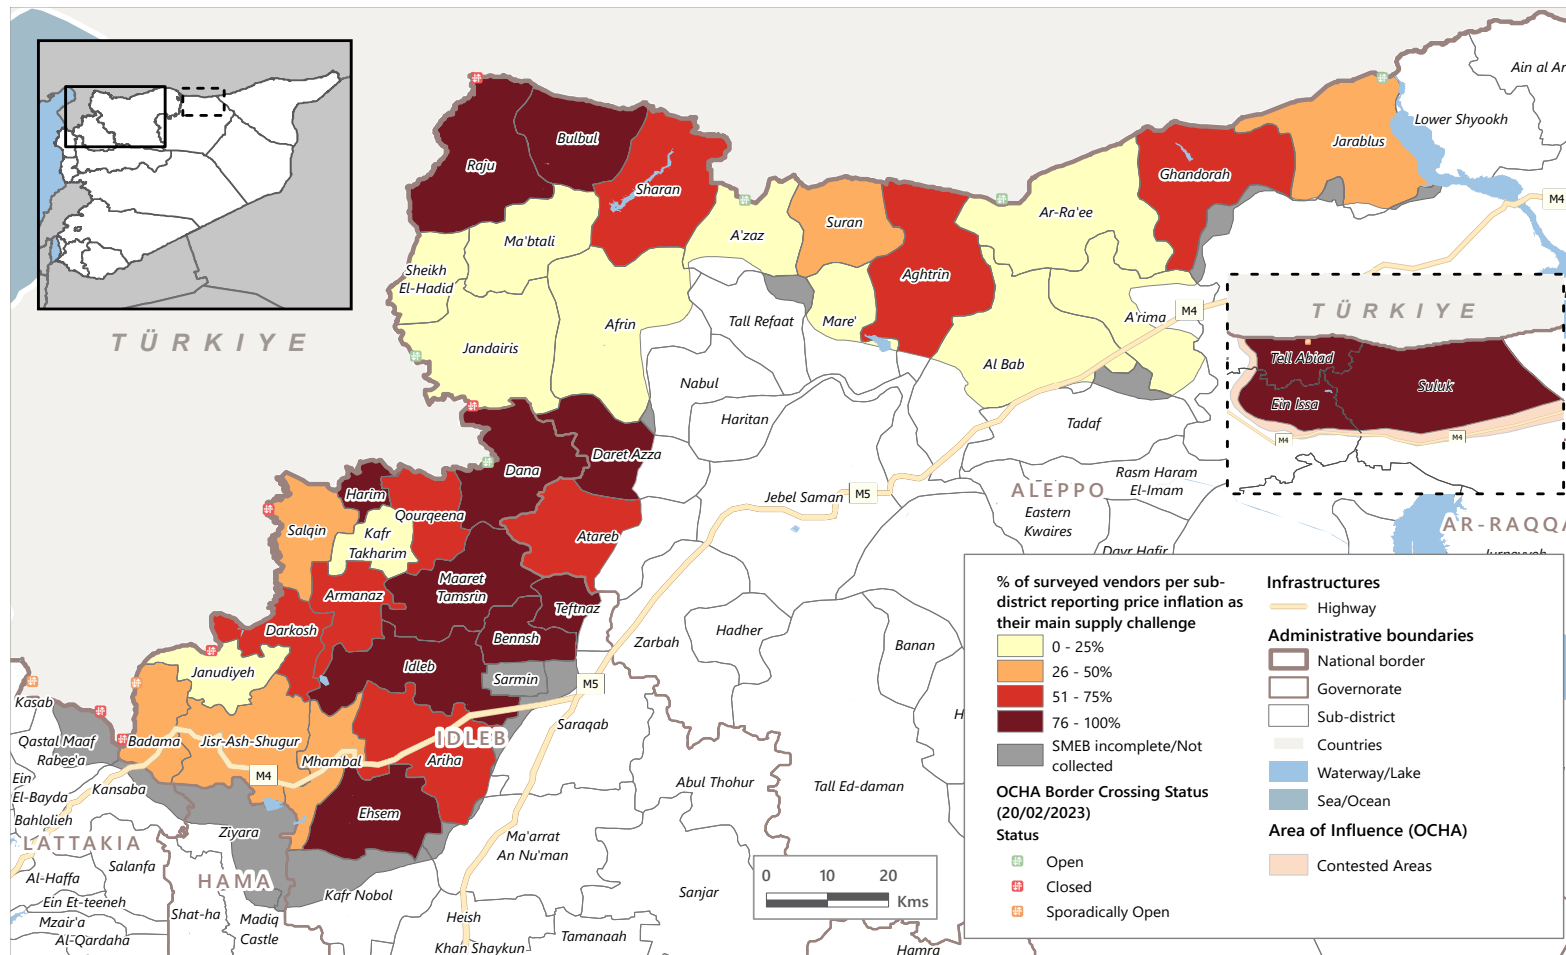 Ain al Ar
Lower Shyookh
Jarablus
Bulbul
Raju
Ghandorah
Sharan
M4
Ar-Ra'ee
Suran
A'zaz
Ma'btali
Sheikh
El-Hadid
Aghtrin
TÜRKIYE
TÜRKIYE
A'rima
M4
Afrin
Tall Refaat
Mare'
Jandairis
Tell Abiad
Al Bab
Suluk
Nabul
Ein Issa
Haritan
Tadaf
M4
M4
Daret Azza
Dana
Rasm Haram
El-Imam
Harim
Jebel Saman
M5
ALEPPO
Qourqeena
Eastern
Kwaires
AR-RAQQA
Salqin
Kafr
Takharim
Atareb
Dayr Hafir
Jurneyyeh
Maaret
Tamsrin
Armanaz
Teftnaz
Darkosh
Bennsh
Hadher
Zarbah
Banan
Idleb
Janudiyeh
Sarmin
M5
Kasab
Saraqab
H
IDLEB
Qastal Maaf
Rabee'a
Badama
Jisr-Ash-Shugur
Mhambal
Ariha
M4
Ein
El-Bayda
Kansaba
Abul Thohur
Tall Ed-daman
Bahlolieh
Ehsem
Ziyara
LATTAKIA
Ma'arrat
An Nu'man
Salanfa
Al-Haffa
HAMA
Kafr Nobol
Sanjar
Ein Et-teeneh
Shat-ha
Madiq
Castle
Heish
Mzair'a
Al-Qardaha
Tamanaah
Khan Shaykun
Hamra
0 10 20
Kms
% of surveyed vendors per sub-
district reporting price inflation as
their main supply challenge
0 - 25%
26 - 50%
51 - 75%
76 - 100%
SMEB incomplete/Not
collected
OCHA Border Crossing Status
(20/02/2023)
Status
Open
Closed
Sporadically Open
Infrastructures
Highway
Administrative boundaries
National border
Governorate
Sub-district
Countries
Waterway/Lake
Sea/Ocean
Area of Influence (OCHA)
Contested Areas